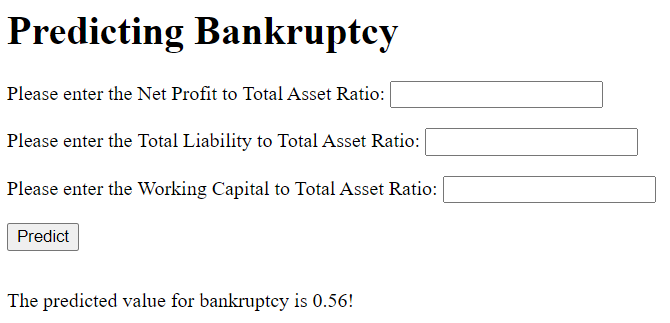 Predicting Bankruptcy
Please enter the Net Profit to Total Asset Ratio:
Please enter the Total Liability to Total Asset Ratio:
Please enter the Working Capital to Total Asset Ratio:
Predict
The predicted value for bankruptcy is 0.56!